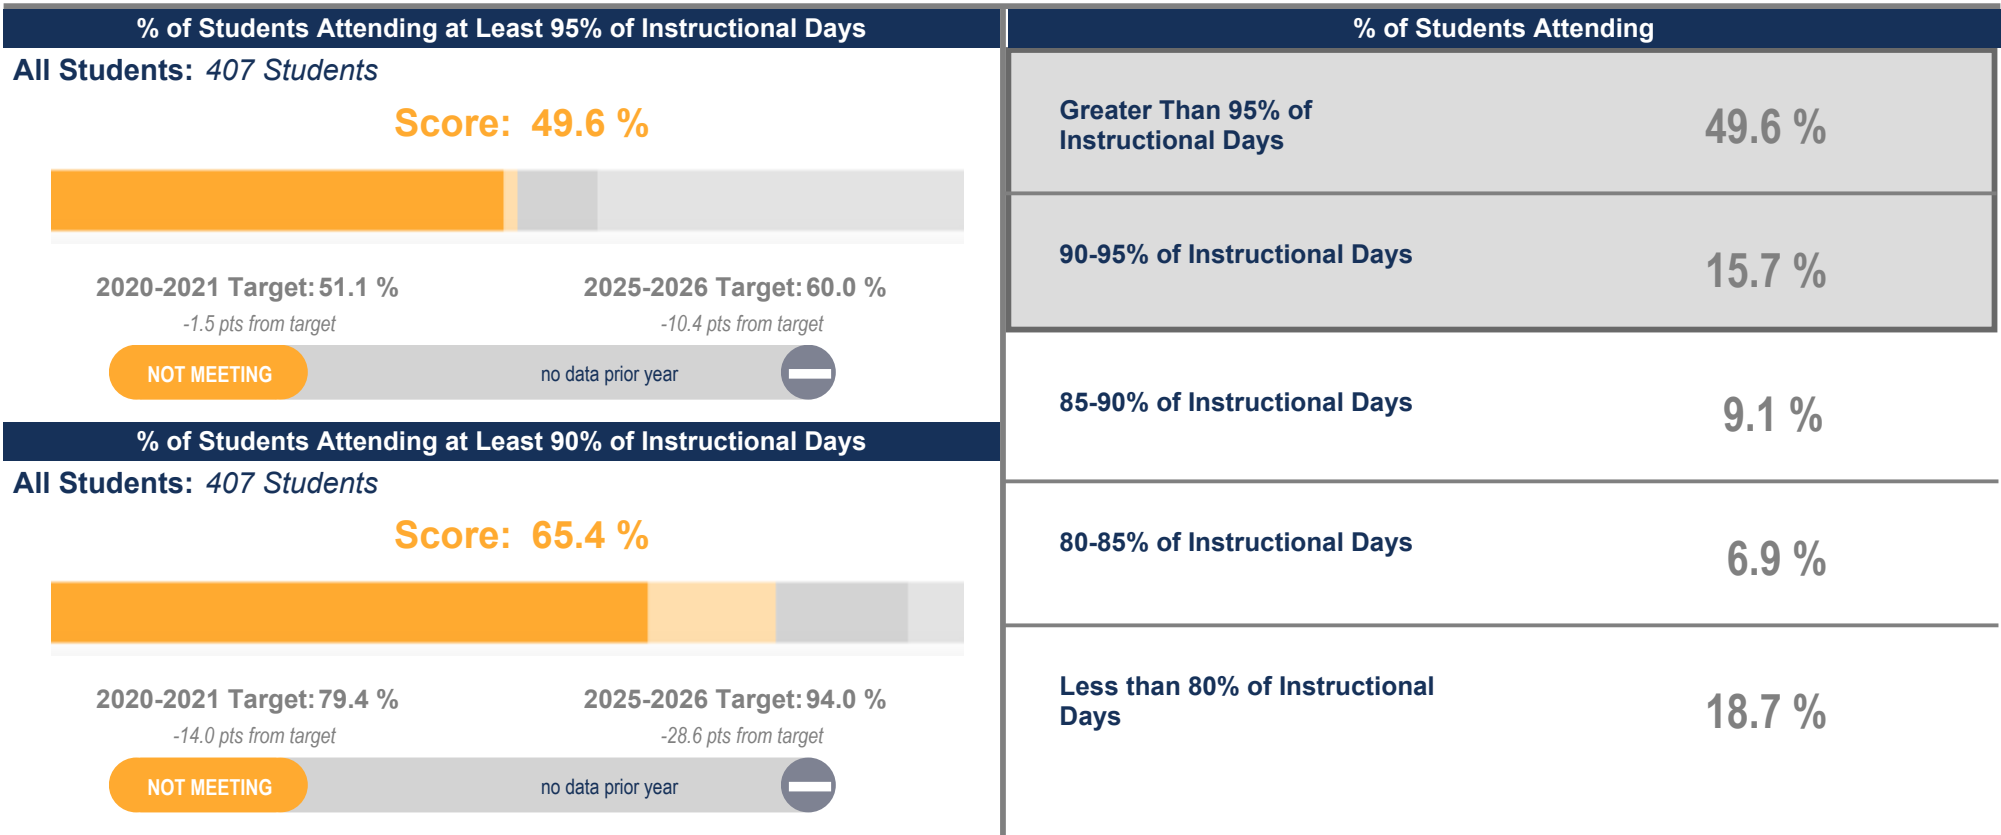 % of Students Attending at Least 95% of Instructional Days
All Students: 407 Students
Score: 49.6 %
2020-2021 Target: 51.1 %
-1.5 pts from target
2025-2026 Target: 60.0 %
-10.4 pts from target
NOT MEETING
no data prior year
% of Students Attending at Least 90% of Instructional Days
All Students: 407 Students
Score: 65.4 %
2020-2021 Target: 79.4 %
-14.0 pts from target
2025-2026 Target: 94.0 %
-28.6 pts from target
NOT MEETING
no data prior year
% of Students Attending
Greater Than 95% of
Instructional Days
49.6 %
90-95% of Instructional Days
15.7 %
85-90% of Instructional Days
9.1 %
80-85% of Instructional Days
6.9 %
Less than 80% of Instructional
Days
18.7 %